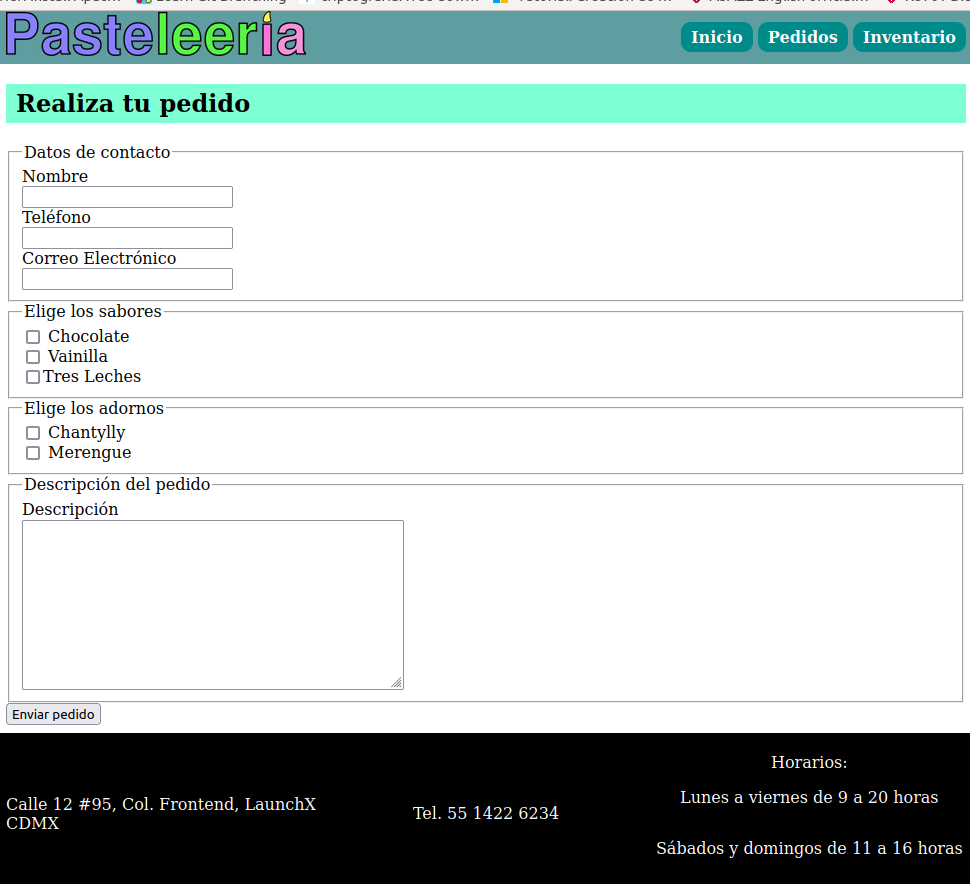 Pasteleería
Inicio Pedidos Inventario
Realiza tu pedido
Datos de contacto
Nombre
Teléfono
Correo Electrónico
Elige los sabores
Chocolate
Vainilla
Tres Leches
Elige los adornos
Chantylly
Merengue
Descripción del pedido
Descripción
Enviar pedido
Calle 12 #95, Col. Frontend, LaunchX
CDMX
Tel. 55 1422 6234
Horarios:
Lunes a viernes de 9 a 20 horas
Sábados y domingos de 11 a 16 horas